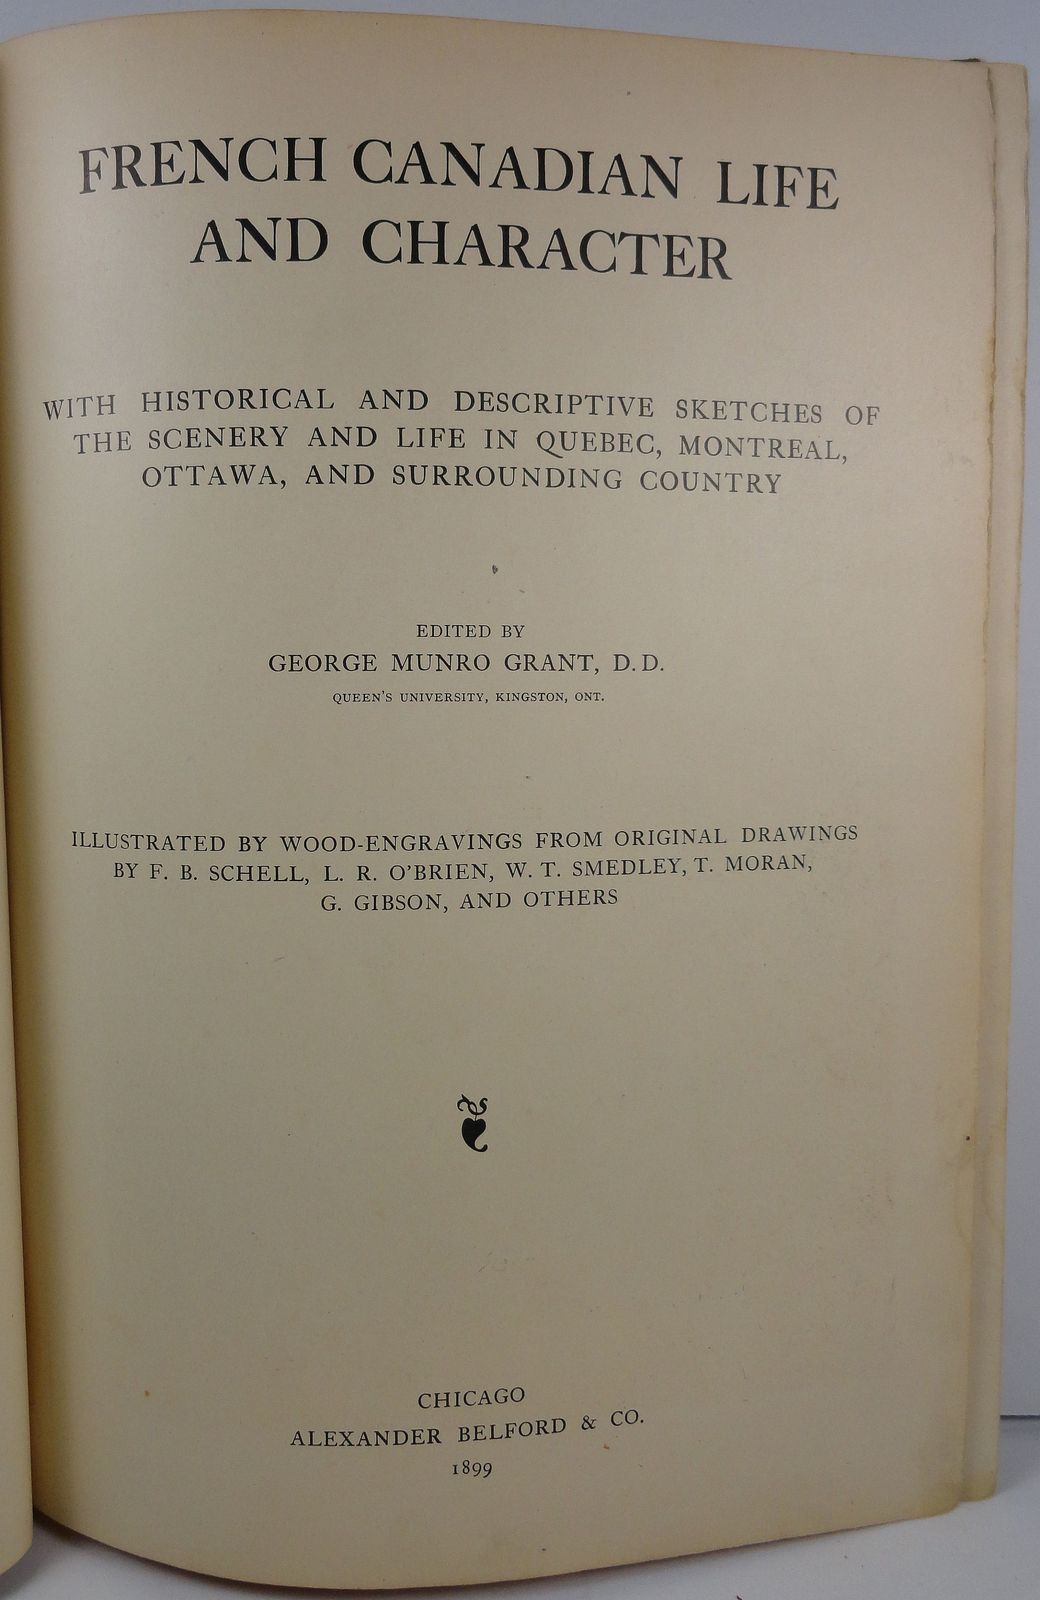 FRENCH CANADIAN LIFE
AND CHARACTER
WITH HISTORICAL AND DESCRIPTIVE SKETCHES OF
THE SCENERY AND LIFE IN QUEBEC, MONTREAL,
OTTAWA, AND SURROUNDING COUNTRY
EDITED BY
GEORGE MUNRO GRANT, D.D.
QUEEN'S UNIVERSITY, KINGSTON, ONT.
ILLUSTRATED BY WOOD-ENGRAVINGS FROM ORIGINAL DRAWINGS
BY F. B. SCHELL, L. R. O'BRIEN, W. T. SMEDLEY, T. MORAN,
G. GIBSON, AND OTHERS
CHICAGO
ALEXANDER BELFORD & CO.
1899